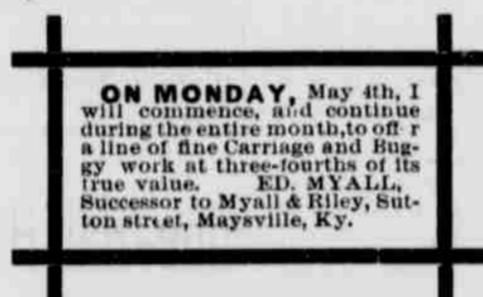 ON MONDAY, May 4th, I
will commence, and continue
during the entire month,to off r
a line of fine Carriage and Bug-
gy work at three-fourths of its
true value. ED. MYALL,
Successor to Myall & Riley, Sut-
ton street, Maysville, Ky.